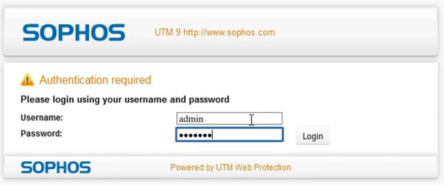 SOPHOS UTM 9 http://www.sophos.com
Authentication required
Please login using your username and password
Username: admin
Password: •••••••
Login
SOPHOS Powered by UTM Web Protection